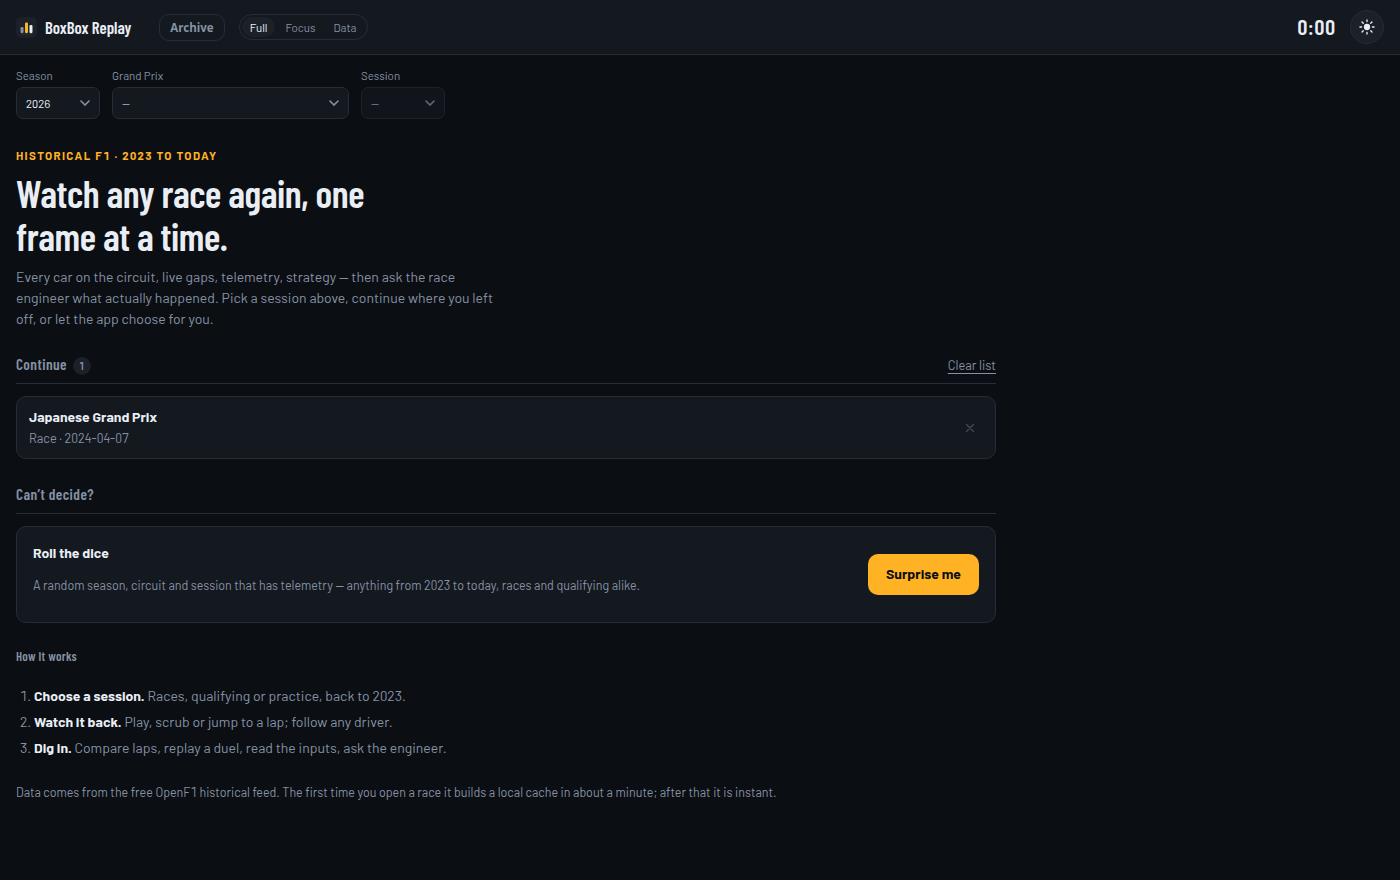 BoxBox Replay
Archive
Full Focus Data
0:00
Season Grand Prix Session
2026 – –
HISTORICAL F1 · 2023 TO TODAY
Watch any race again, one
frame at a time.
Every car on the circuit, live gaps, telemetry, strategy — then ask the race
engineer what actually happened. Pick a session above, continue where you left
off, or let the app choose for you.
Continue 1 Clear list
Japanese Grand Prix
Race · 2024-04-07
Can't decide?
Roll the dice
A random season, circuit and session that has telemetry — anything from 2023 to today, races and qualifying alike.
Surprise me
How it works
1. Choose a session. Races, qualifying or practice, back to 2023.
2. Watch it back. Play, scrub or jump to a lap; follow any driver.
3. Dig in. Compare laps, replay a duel, read the inputs, ask the engineer.
Data comes from the free OpenF1 historical feed. The first time you open a race it builds a local cache in about a minute; after that it is instant.